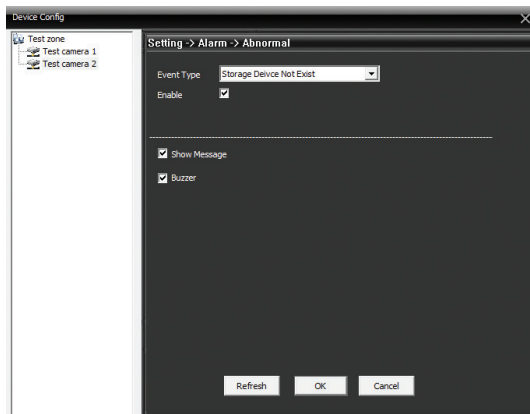 Device Config
Test zone
Test camera 1
Test camera 2
Setting -> Alarm -> Abnormal
Event Type Storage Deivce Not Exist
Enable
Show Message
Buzzer
Refresh OK Cancel